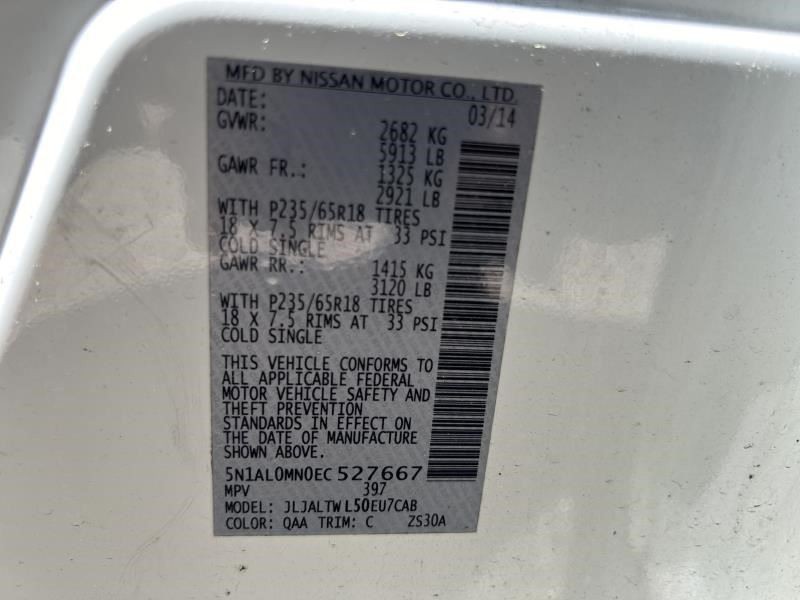 MFD BY NISSAN MOTOR CO., LTD.
DATE: 03/14
GVWR: 2682 KG
5913 LB
GAWR FR.: 1325 KG
2921 LB
WITH P235/65R18 TIRES
18 X 7.5 RIMS AT 33 PSI
COLD SINGLE
GAWR RR.: 1415 KG
3120 LB
WITH P235/65R18 TIRES
18 X 7.5 RIMS AT 33 PSI
COLD SINGLE
THIS VEHICLE CONFORMS TO
ALL APPLICABLE FEDERAL
MOTOR VEHICLE SAFETY AND
THEFT PREVENTION
STANDARDS IN EFFECT ON
THE DATE OF MANUFACTURE
SHOWN ABOVE.
5N1AL0MN0EC527667
MPV 397
MODEL: JLJALTWL50EU7CAB
COLOR: QAA TRIM: C ZS30A